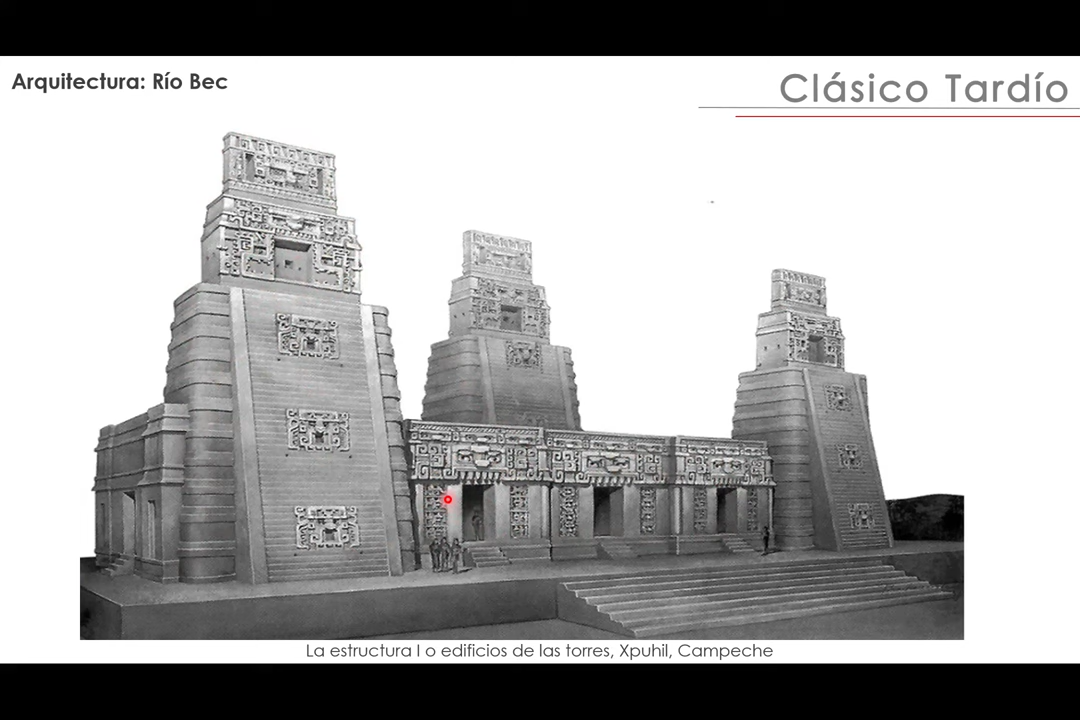 Arquitectura: Río Bec
Clásico Tardío
La estructura I o edificios de las torres, Xpuhil, Campeche